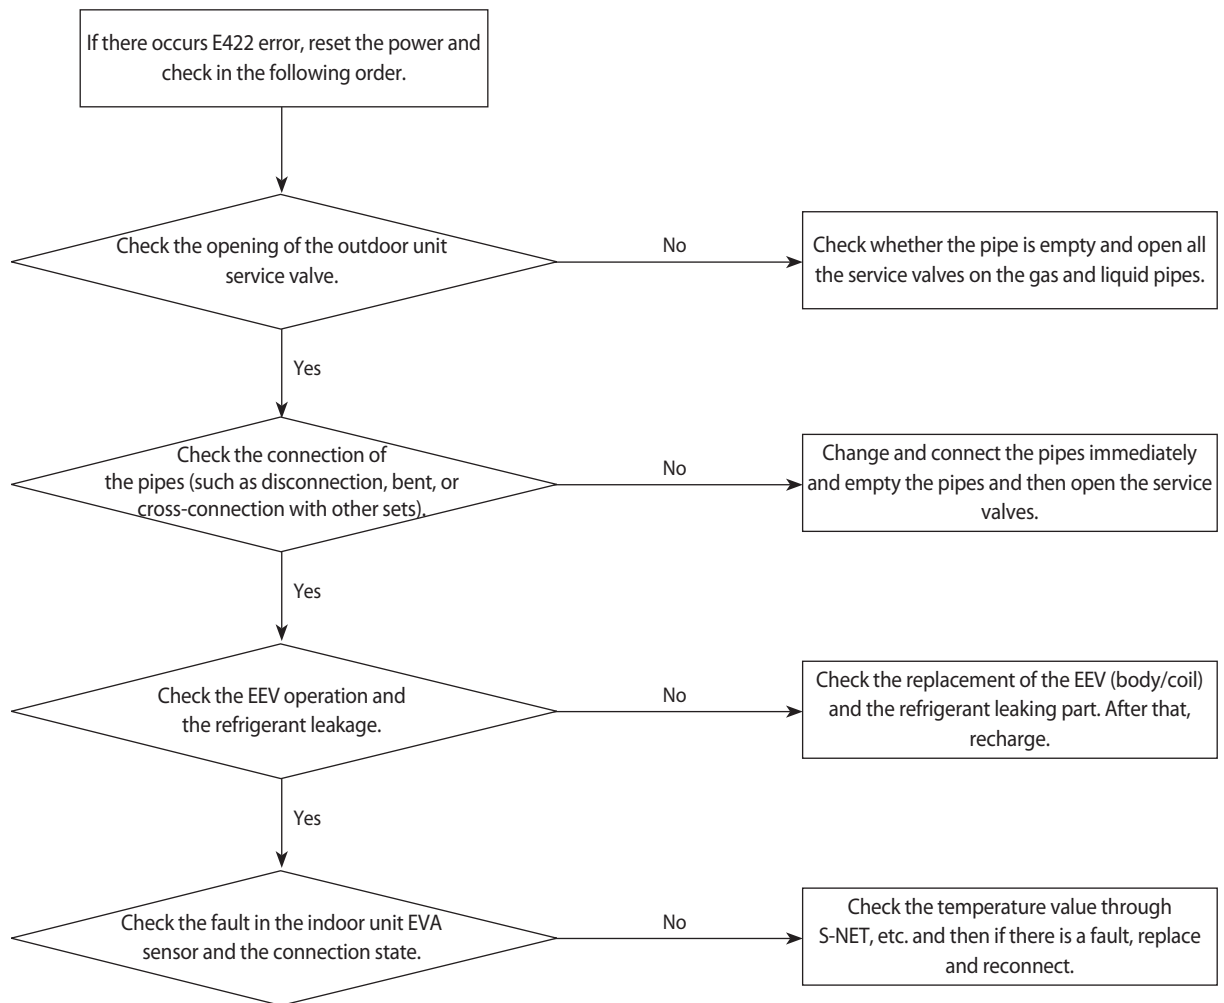 If there occurs E422 error, reset the power and
check in the following order.
Check the opening of the outdoor unit
service valve.
No
Check whether the pipe is empty and open all
the service valves on the gas and liquid pipes.
Yes
Check the connection of
the pipes (such as disconnection, bent, or
cross-connection with other sets).
No
Change and connect the pipes immediately
and empty the pipes and then open the service
valves.
Yes
Check the EEV operation and
the refrigerant leakage.
No
Check the replacement of the EEV (body/coil)
and the refrigerant leaking part. After that,
recharge.
Yes
Check the fault in the indoor unit EVA
sensor and the connection state.
No
Check the temperature value through
S-NET, etc. and then if there is a fault, replace
and reconnect.